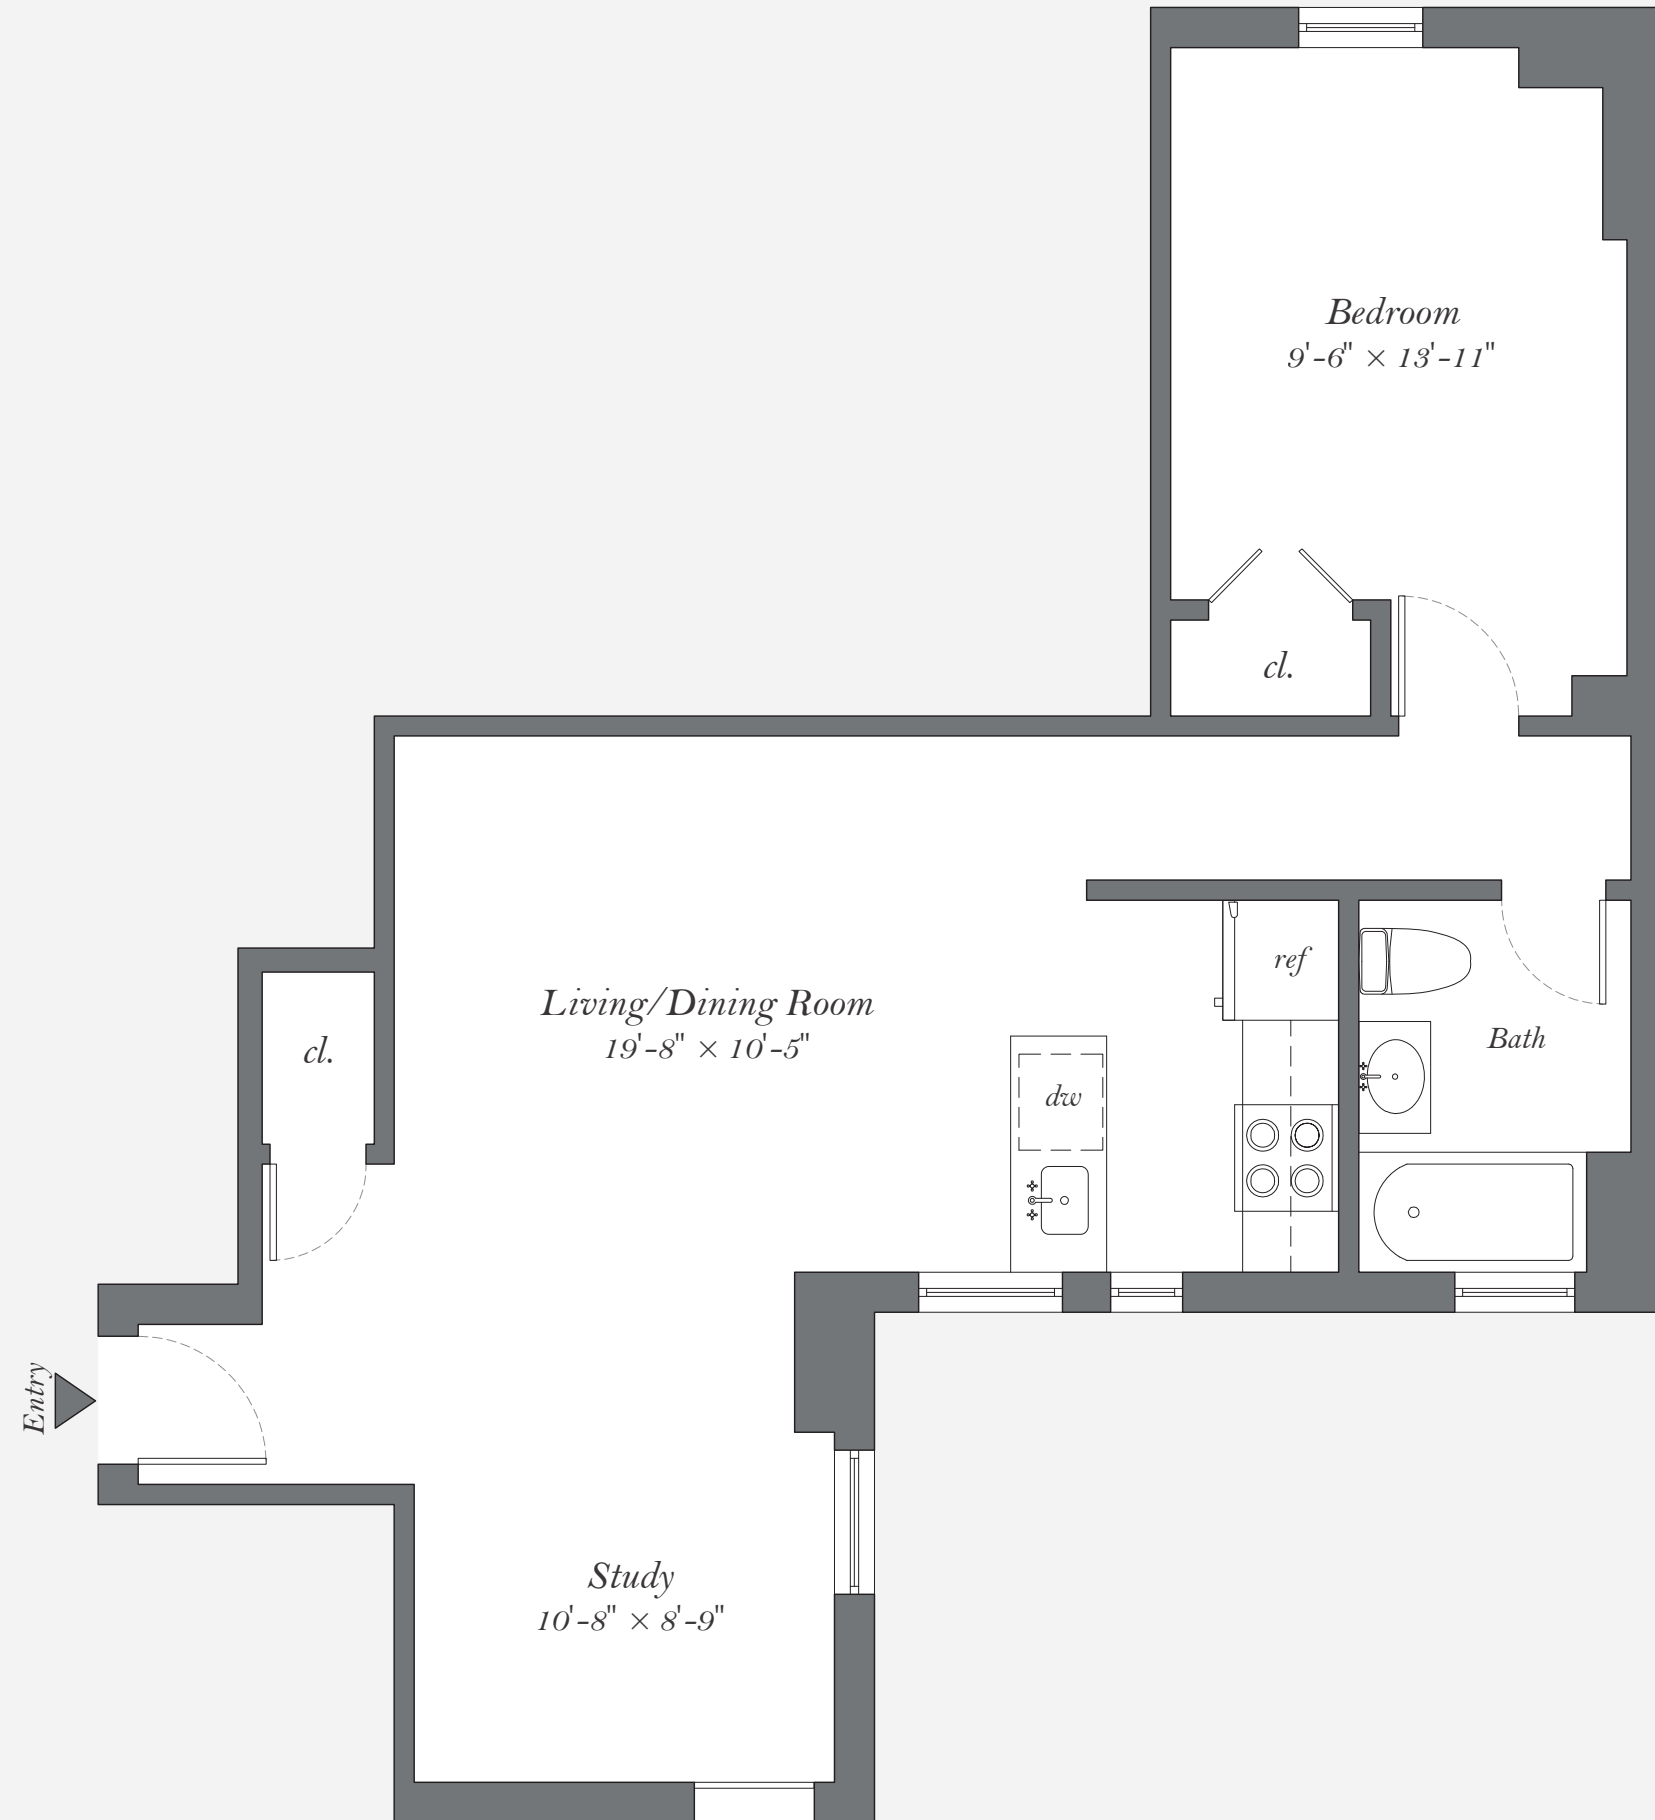 Bedroom
9'-6" × 13'-11"
cl.
ref
Living/Dining Room
19'-8" × 10'-5"
cl.
Bath
dw
Entry
Study
10'-8" × 8'-9"